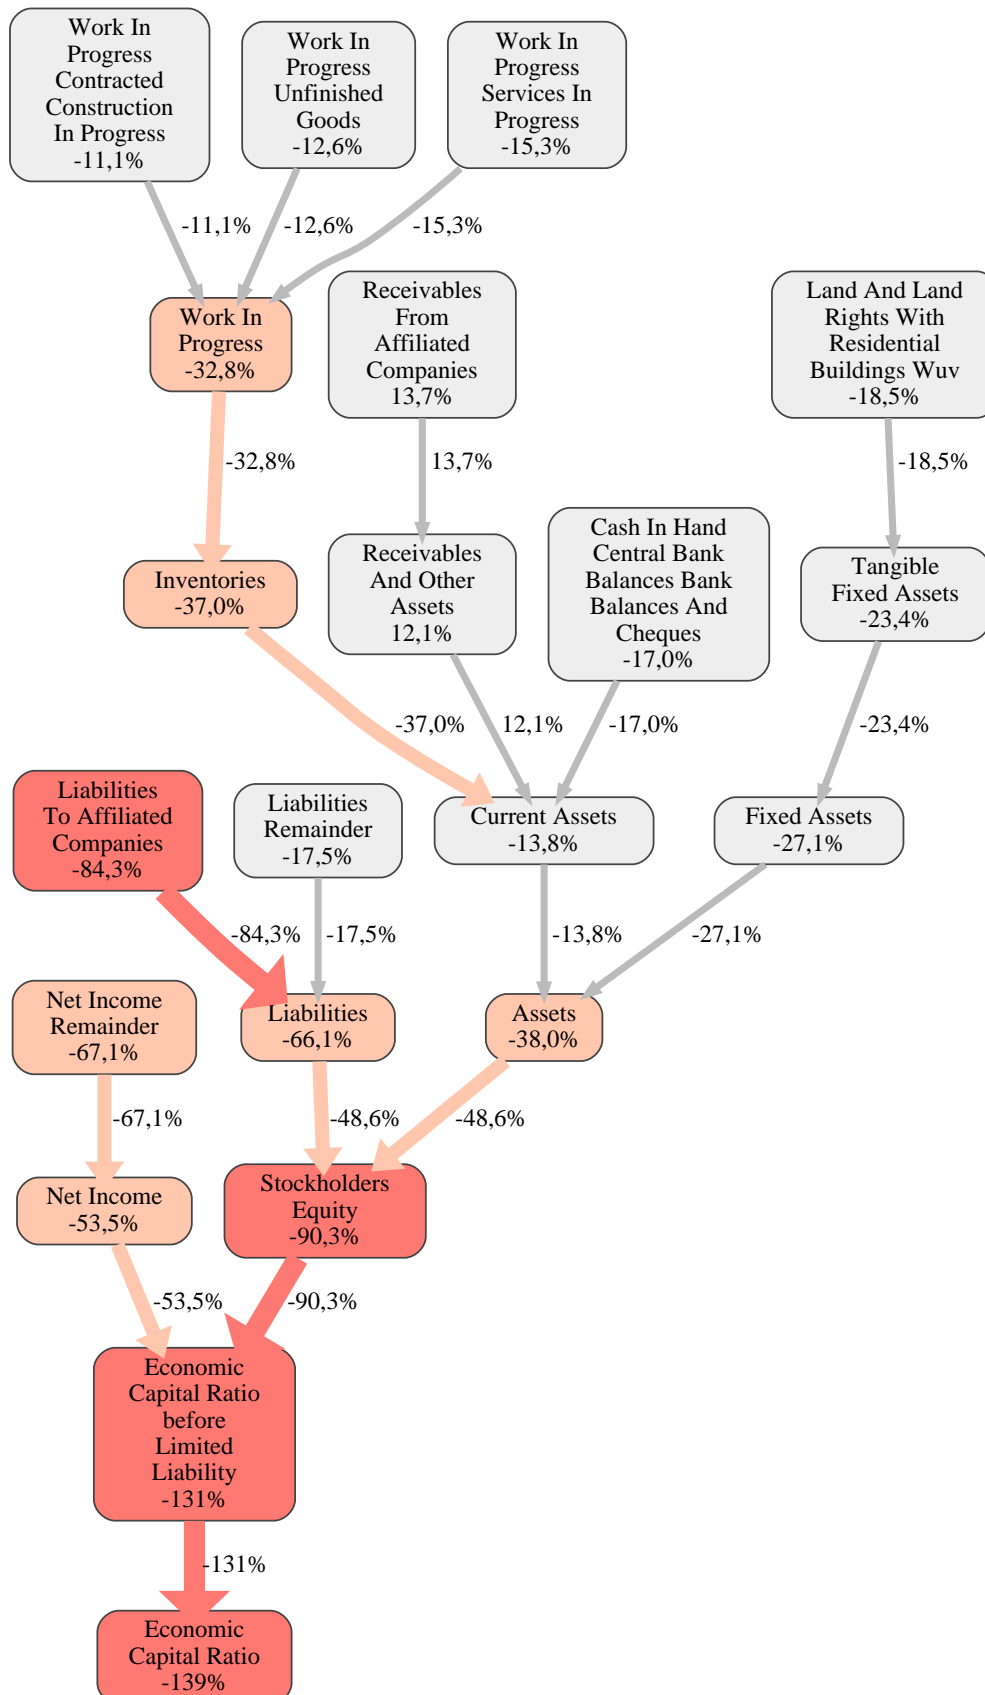 Work In
Progress
Contracted
Construction
In Progress
-11,1%
Work In
Progress
Unfinished
Goods
-12,6%
Work In
Progress
Services In
Progress
-15,3%
-11,1%
-12,6%
-15,3%
Work In
Progress
-32,8%
Receivables
From
Affiliated
Companies
13,7%
Land And Land
Rights With
Residential
Buildings Wuv
-18,5%
-32,8%
13,7%
-18,5%
Inventories
-37,0%
Receivables
And Other
Assets
12,1%
Cash In Hand
Central Bank
Balances Bank
Balances And
Cheques
-17,0%
Tangible
Fixed Assets
-23,4%
-37,0%
12,1%
-17,0%
-23,4%
Liabilities
To Affiliated
Companies
-84,3%
Liabilities
Remainder
-17,5%
Current Assets
-13,8%
Fixed Assets
-27,1%
-84,3%
-17,5%
-13,8%
-27,1%
Net Income
Remainder
-67,1%
Liabilities
-66,1%
Assets
-38,0%
-67,1%
-48,6%
-48,6%
Net Income
-53,5%
Stockholders
Equity
-90,3%
-53,5%
-90,3%
Economic
Capital Ratio
before
Limited
Liability
-131%
-131%
Economic
Capital Ratio
-139%